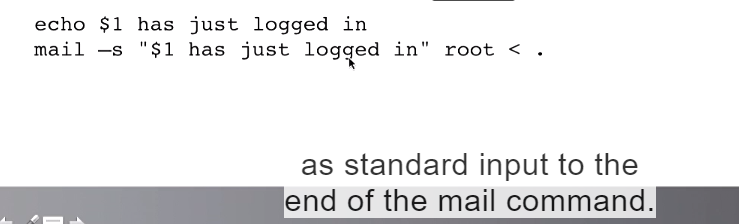 echo $1 has just logged in
mail –s "$1 has just logged in" root < .
as standard input to the
end of the mail command.